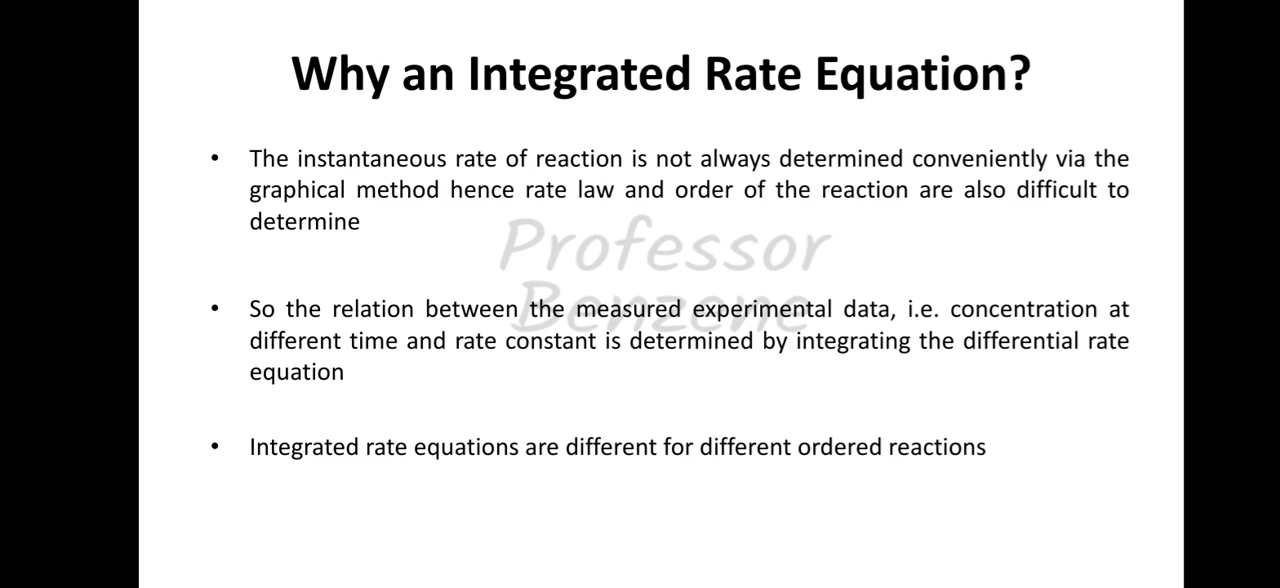 Why an Integrated Rate Equation?
• The instantaneous rate of reaction is not always determined conveniently via the
graphical method hence rate law and order of the reaction are also difficult to
determine
Professor
Benzene
• So the relation between the measured experimental data, i.e. concentration at
different time and rate constant is determined by integrating the differential rate
equation
• Integrated rate equations are different for different ordered reactions